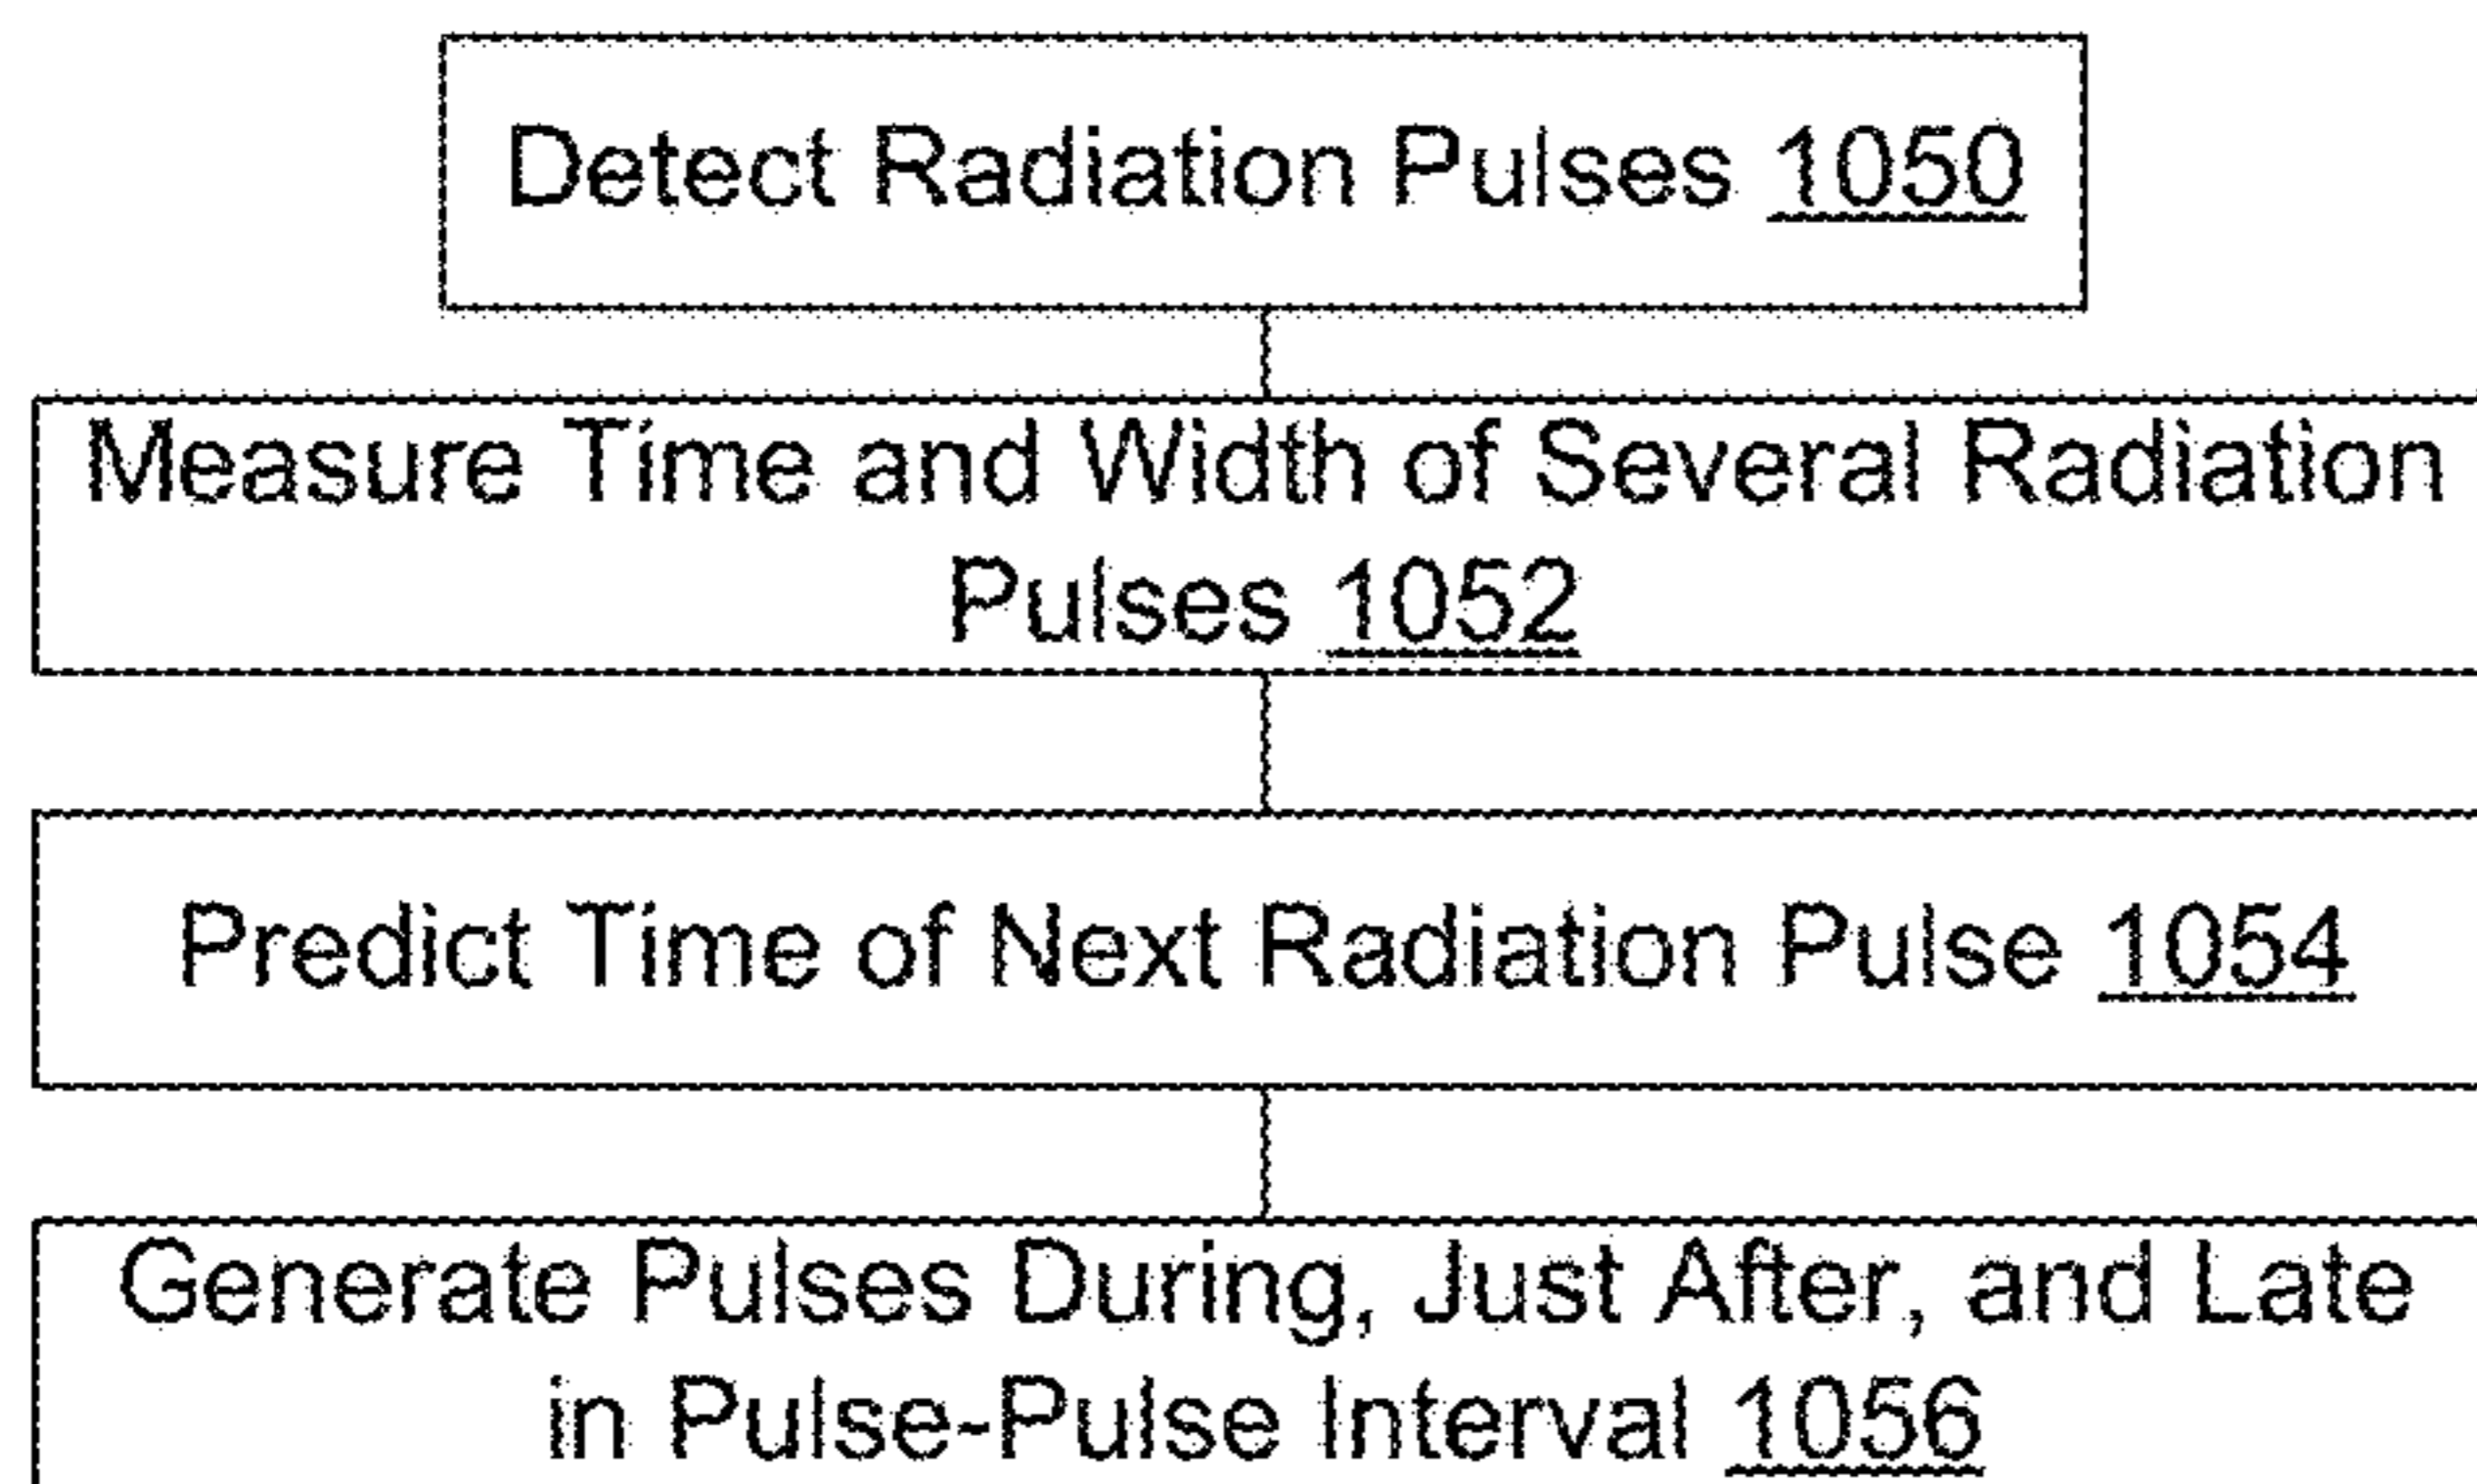 Detect Radiation Pulses 1050
Measure Time and Width of Several Radiation
Pulses 1052
Predict Time of Next Radiation Pulse 1054
Generate Pulses During, Just After, and Late
in Pulse-Pulse Interval 1056